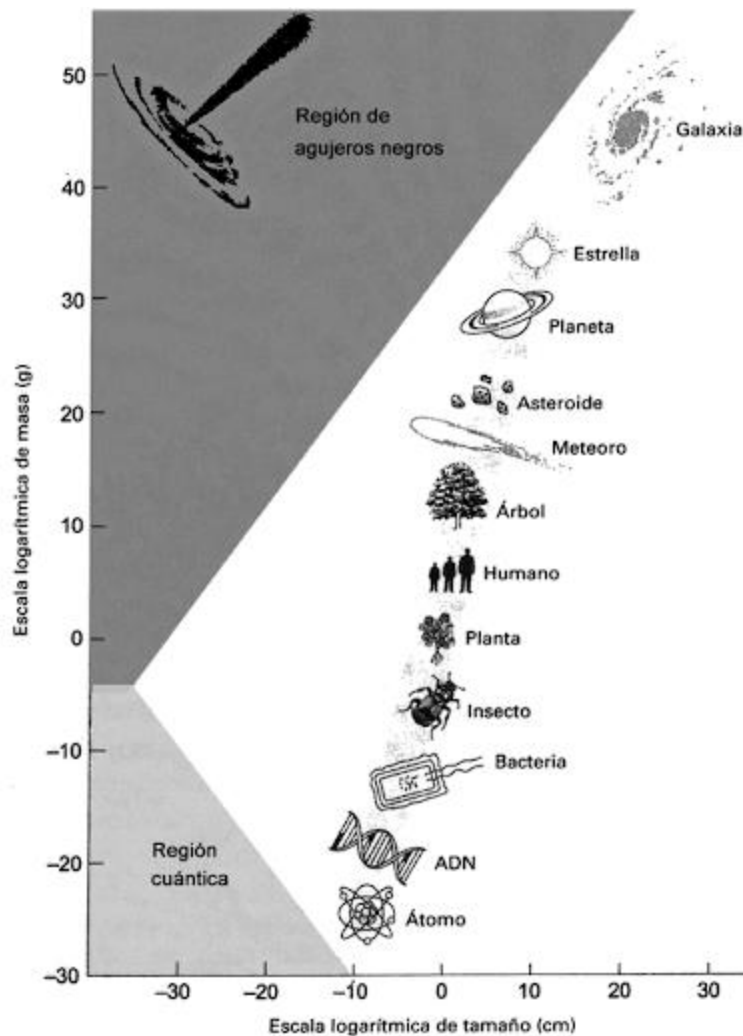 50
40
30
20
10
0
−10
−20
−30
Escala logarítmica de masa (g)
Región de
agujeros negros
Galaxia
Estrella
Planeta
Asteroide
Meteoro
Árbol
Humano
Planta
Insecto
Bacteria
ADN
Átomo
Región
cuántica
−30
−20
−10
0
10
20
30
Escala logarítmica de tamaño (cm)